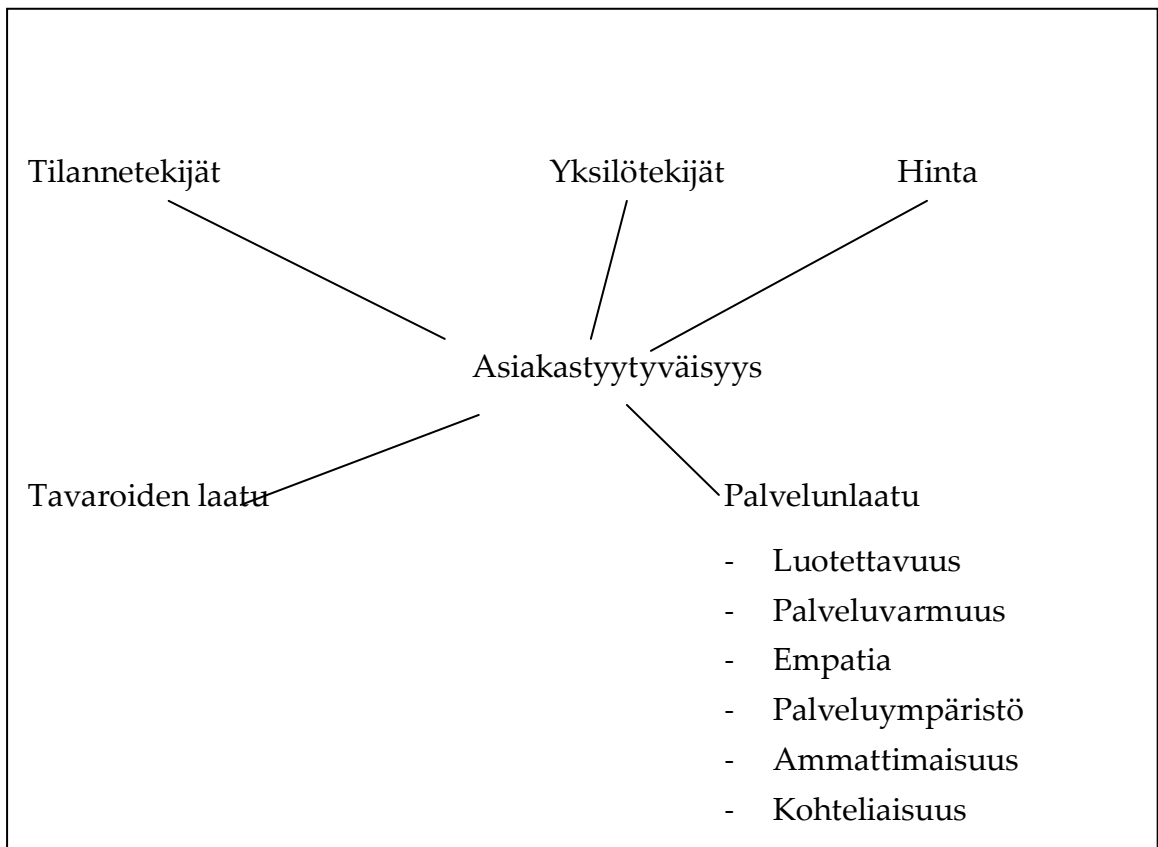 Tilannetekijät Yksilötekijät Hinta
Asiakastyytyväisyys
Tavaroiden laatu Palvelunlaatu
- Luotettavuus
- Palveluvarmuus
- Empatia
- Palveluympäristö
- Ammattimaisuus
- Kohteliaisuus